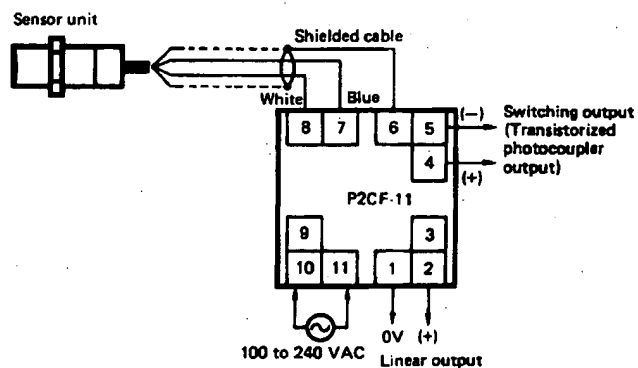 Sensor unit
Shielded cable
White
Blue
8
7
6
5
(−)
Switching output
(Transistorized
photocoupler
output)
4
(+)
P2CF-11
9
3
10
11
1
2
0V
(+)
100 to 240 VAC
Linear output